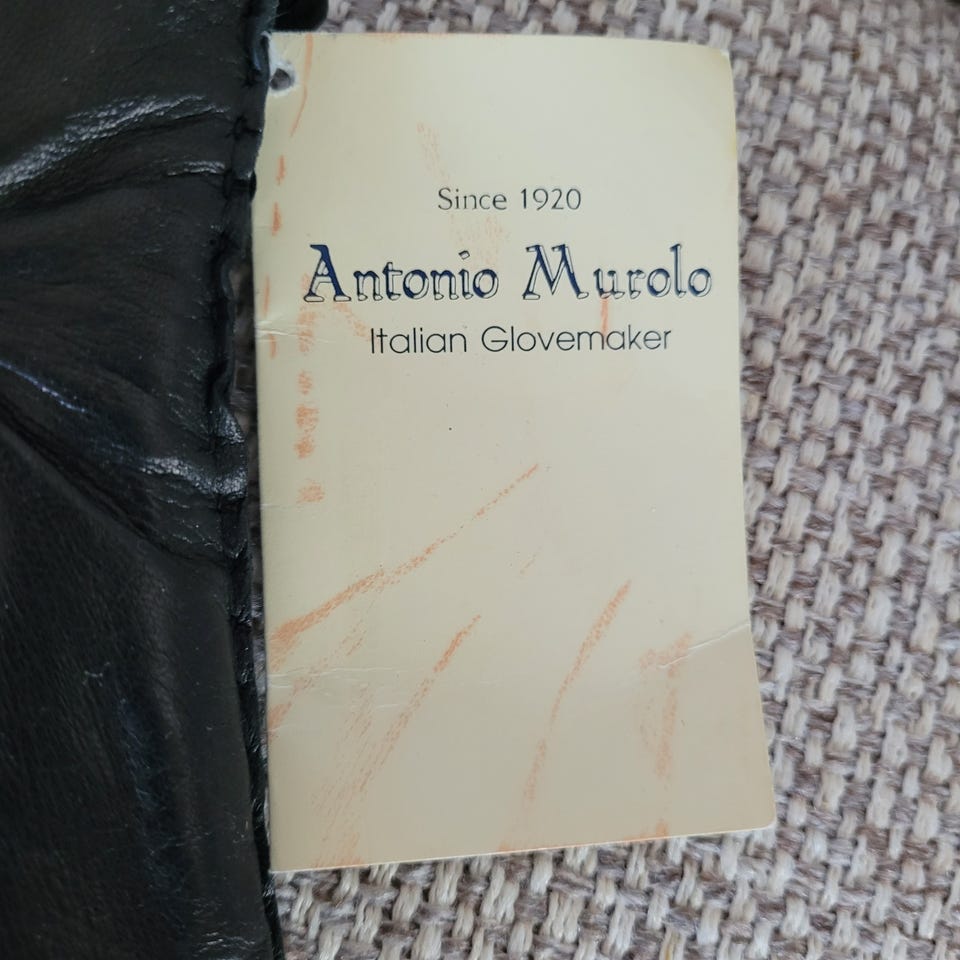 Since 1920
Antonio Murolo
Italian Glovemaker